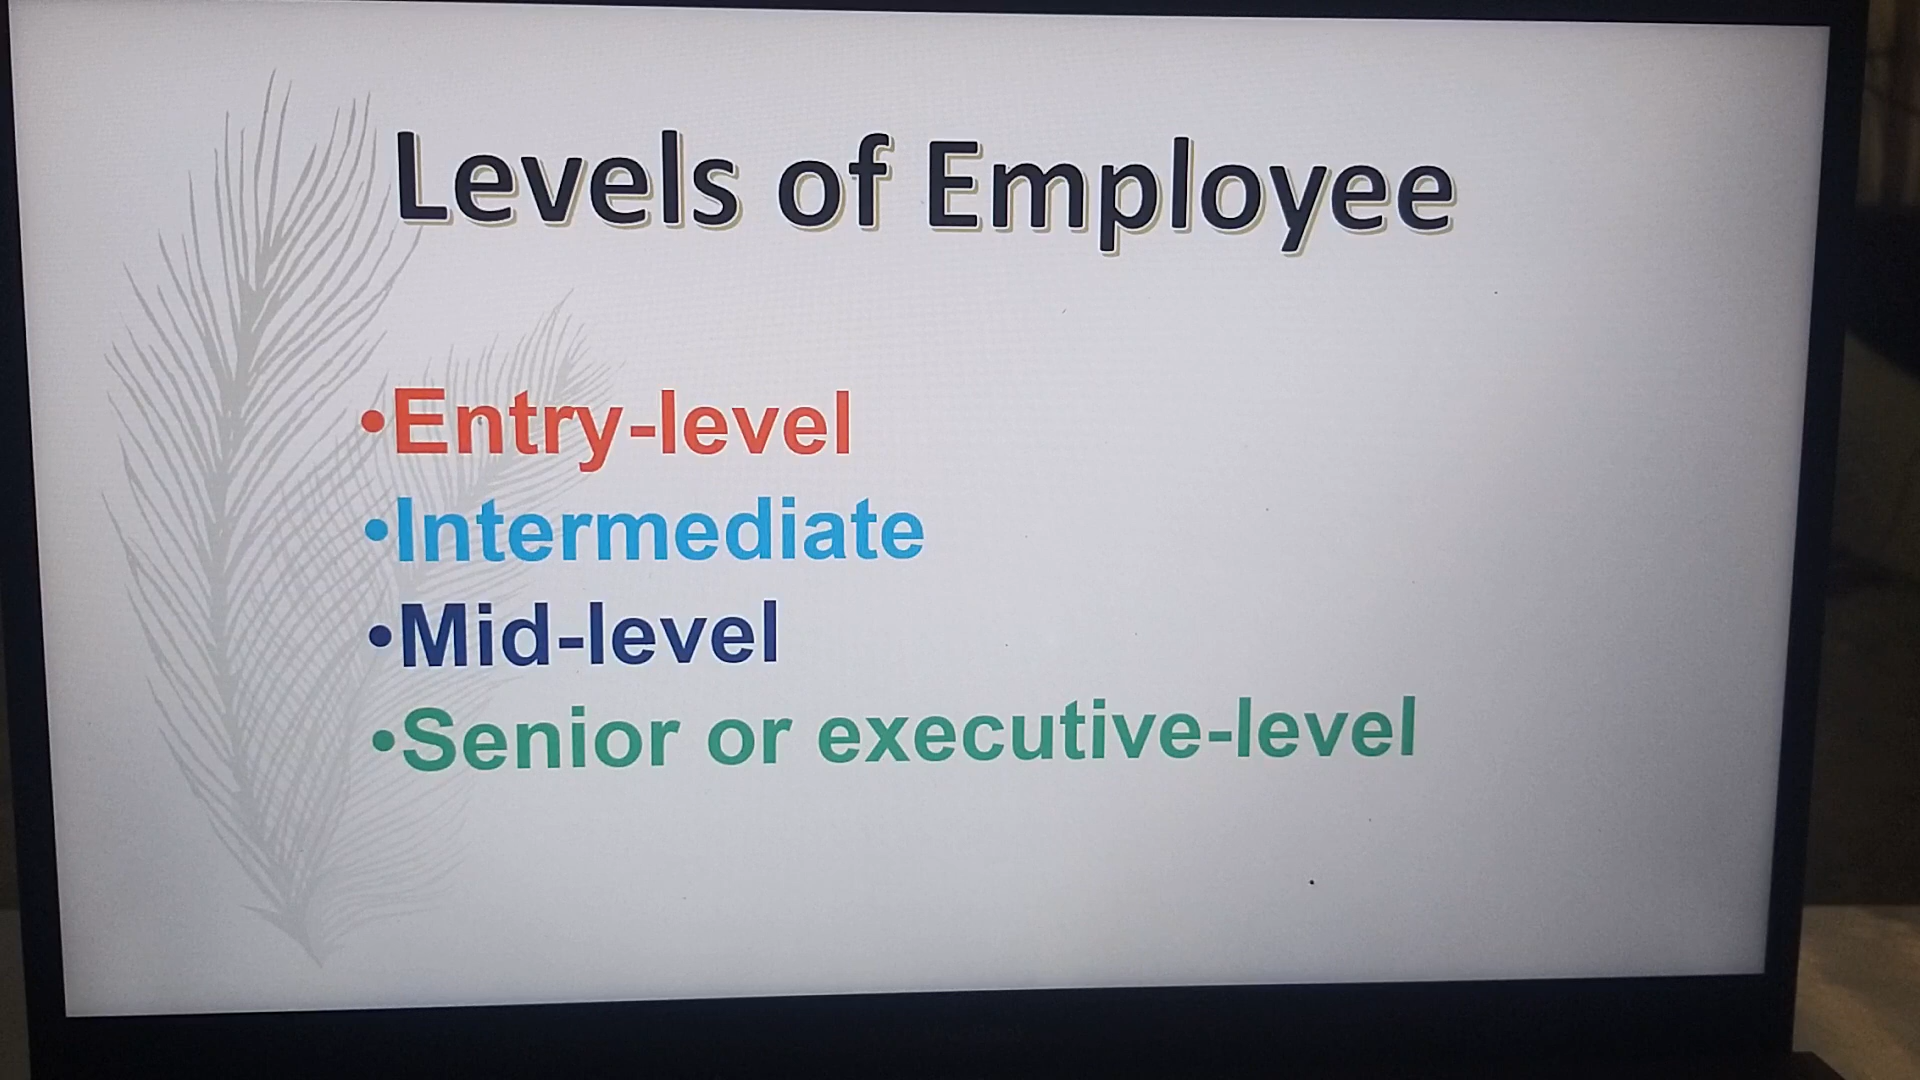 Levels of Employee
•Entry-level
•Intermediate
•Mid-level
•Senior or executive-level